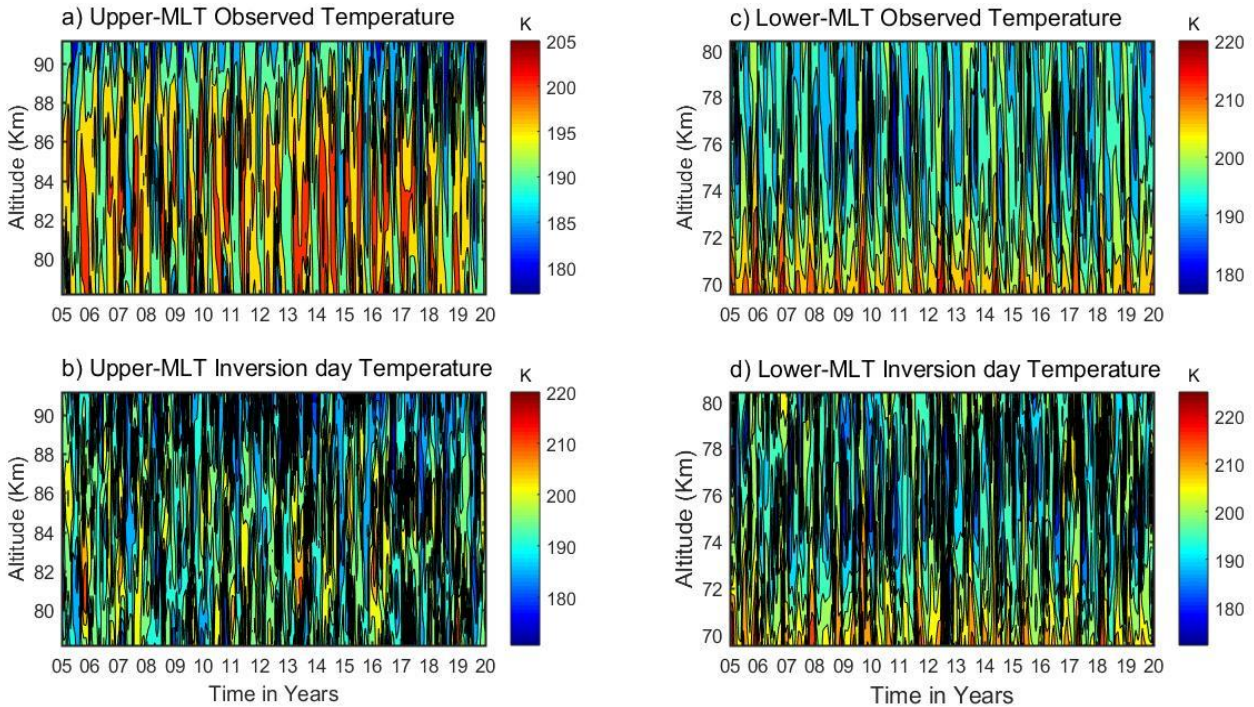 a) Upper-MLT Observed Temperature
K
205
200
195
190
185
180
90
88
86
84
82
80
Altitude (Km)
05 06 07 08 09 10 11 12 13 14 15 16 17 18 19 20
c) Lower-MLT Observed Temperature
K
220
210
200
190
180
80
78
76
74
72
70
Altitude (Km)
05 06 07 08 09 10 11 12 13 14 15 16 17 18 19 20
b) Upper-MLT Inversion day Temperature
K
220
210
200
190
180
90
88
86
84
82
80
Altitude (Km)
05 06 07 08 09 10 11 12 13 14 15 16 17 18 19 20
Time in Years
d) Lower-MLT Inversion day Temperature
K
220
210
200
190
180
80
78
76
74
72
70
Altitude (Km)
05 06 07 08 09 10 11 12 13 14 15 16 17 18 19 20
Time in Years